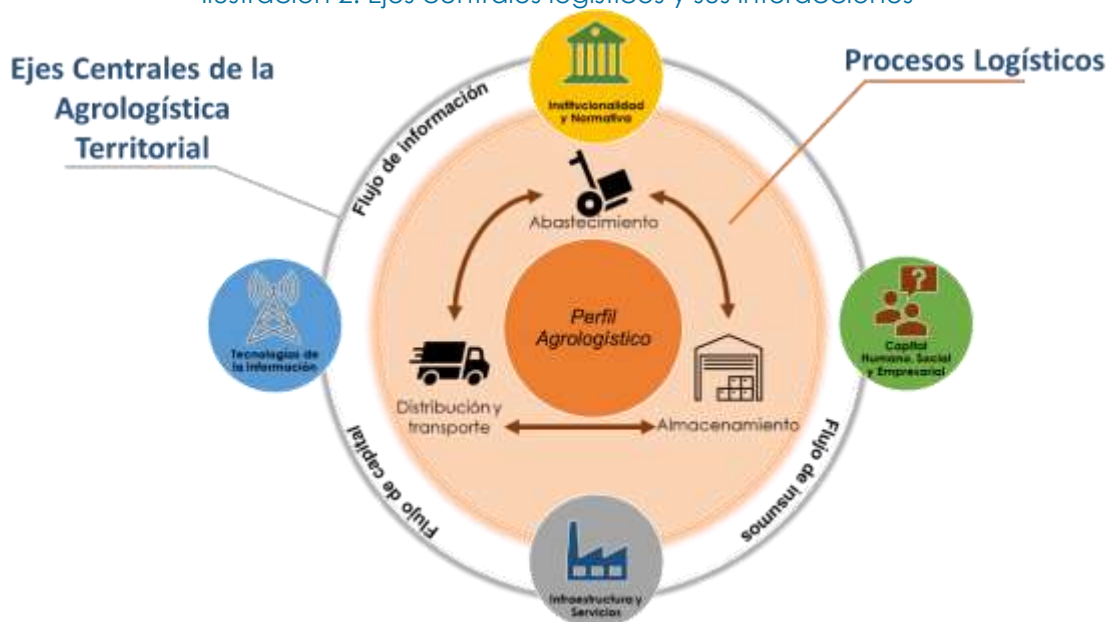 Ilustración 2. Ejes centrales logísticos y sus interacciones
Ejes Centrales de la
Agrologística
Territorial
Procesos Logísticos
Institucionalidad
y Normativa
Flujo de información
Abastecimiento
Perfil
Agrologístico
Tecnologías de
la información
Capital
Humano, Social
y Empresarial
Distribución y
transporte
Almacenamiento
Flujo de capital
Flujo de insumos
Infraestructura y
Servicios